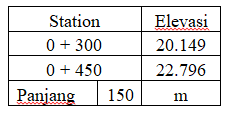 Station Elevasi
0 + 300 20.149
0 + 450 22.796
Panjang 150 m